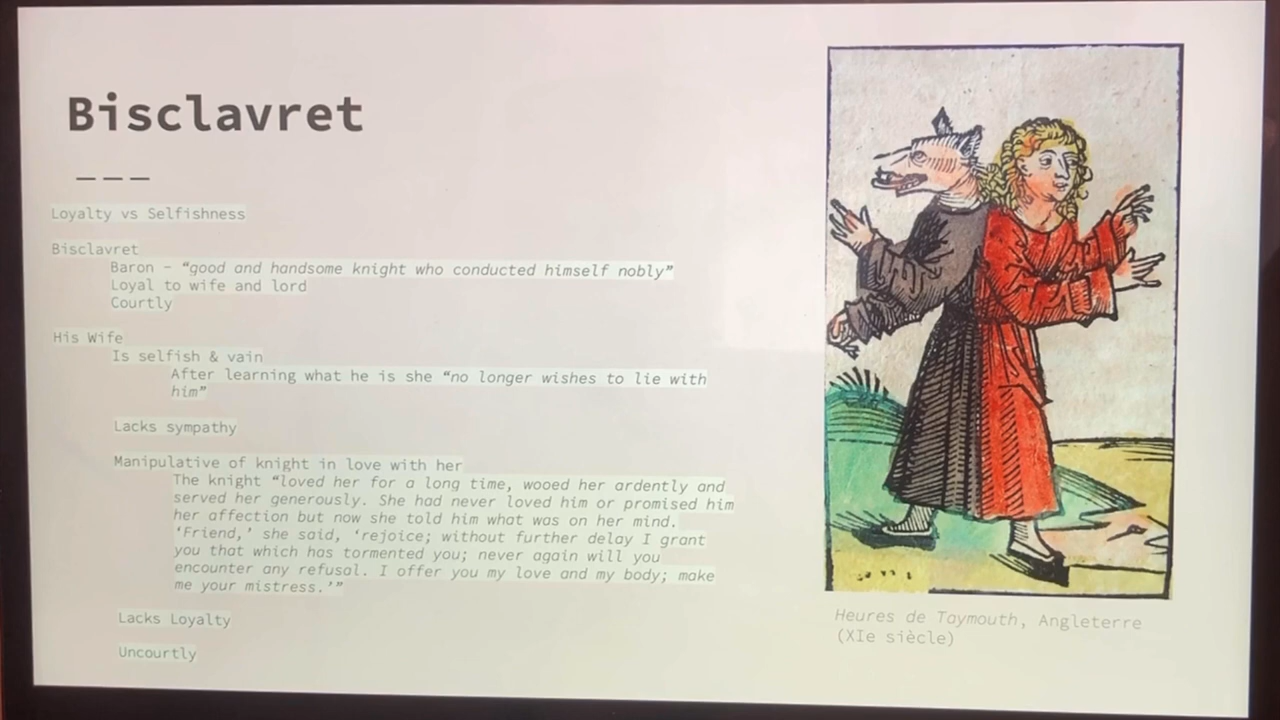 Bisclavret
___
Loyalty vs Selfishness
Bisclavret
Baron – “good and handsome knight who conducted himself nobly”
Loyal to wife and lord
Courtly
His Wife
Is selfish & vain
After learning what he is she “no longer wishes to lie with
him”
Lacks sympathy
Manipulative of knight in love with her
The knight “loved her for a long time, wooed her ardently and
served her generously. She had never loved him or promised him
her affection but now she told him what was on her mind.
‘Friend,’ she said, ‘rejoice; without further delay I grant
you that which has tormented you; never again will you
encounter any refusal. I offer you my love and my body; make
me your mistress.’”
Lacks Loyalty
Uncourtly
Heures de Taymouth, Angleterre
(XIe siècle)